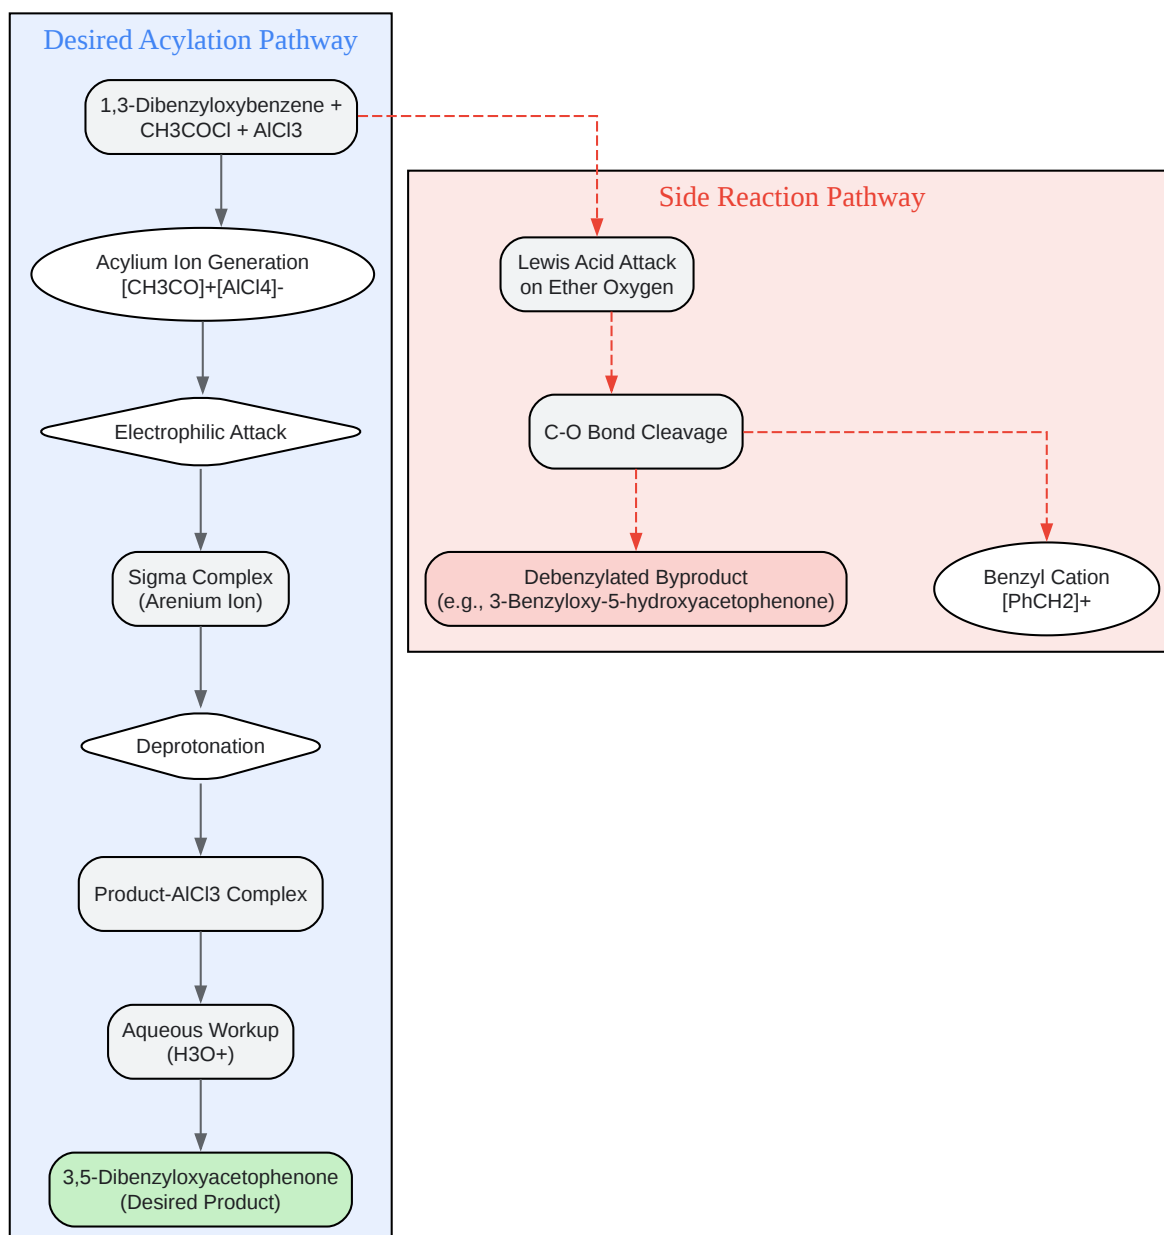 Desired Acylation Pathway
1,3-Dibenzyloxybenzene +
CH3COCl + AlCl3
Acylium Ion Generation
[CH3CO]+[AlCl4]-
Electrophilic Attack
Sigma Complex
(Arenium Ion)
Deprotonation
Product-AlCl3 Complex
Aqueous Workup
(H3O+)
3,5-Dibenzyloxyacetophenone
(Desired Product)
Side Reaction Pathway
Lewis Acid Attack
on Ether Oxygen
C-O Bond Cleavage
Debenzylated Byproduct
(e.g., 3-Benzyloxy-5-hydroxyacetophenone)
Benzyl Cation
[PhCH2]+